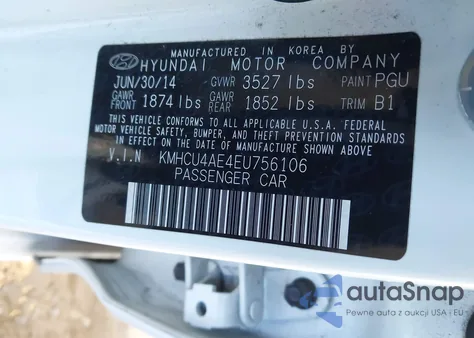 MANUFACTURED IN KOREA BY
HYUNDAI MOTOR COMPANY
JUN/30/14 GVWR 3527 lbs PAINT PGU
GAWR FRONT 1874 lbs GAWR REAR 1852 lbs TRIM B1
THIS VEHICLE CONFORMS TO ALL APPLICABLE U.S.A. FEDERAL
MOTOR VEHICLE SAFETY, BUMPER, AND THEFT PREVENTION STANDARDS
IN EFFECT ON THE DATE OF MANUFACTURE SHOWN ABOVE.
V.I.N KMHCU4AE4EU756106
PASSENGER CAR
autoSnap
Pewne auta z aukcji USA i EU